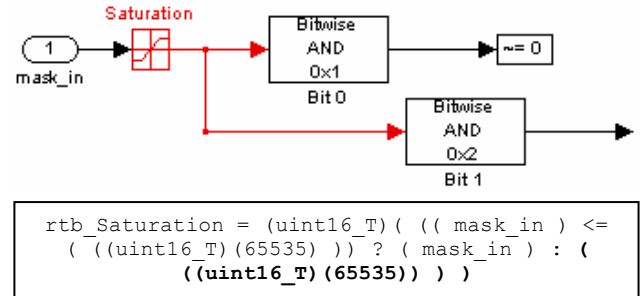 Saturation
1
mask_in
Bitwise
AND
0x1
Bit 0
~= 0
Bitwise
AND
0x2
Bit 1
rtb_Saturation = (uint16_T)( (( mask_in ) <=
( ((uint16_T)(65535) )) ? ( mask_in ) : (
((uint16_T)(65535)) ) )